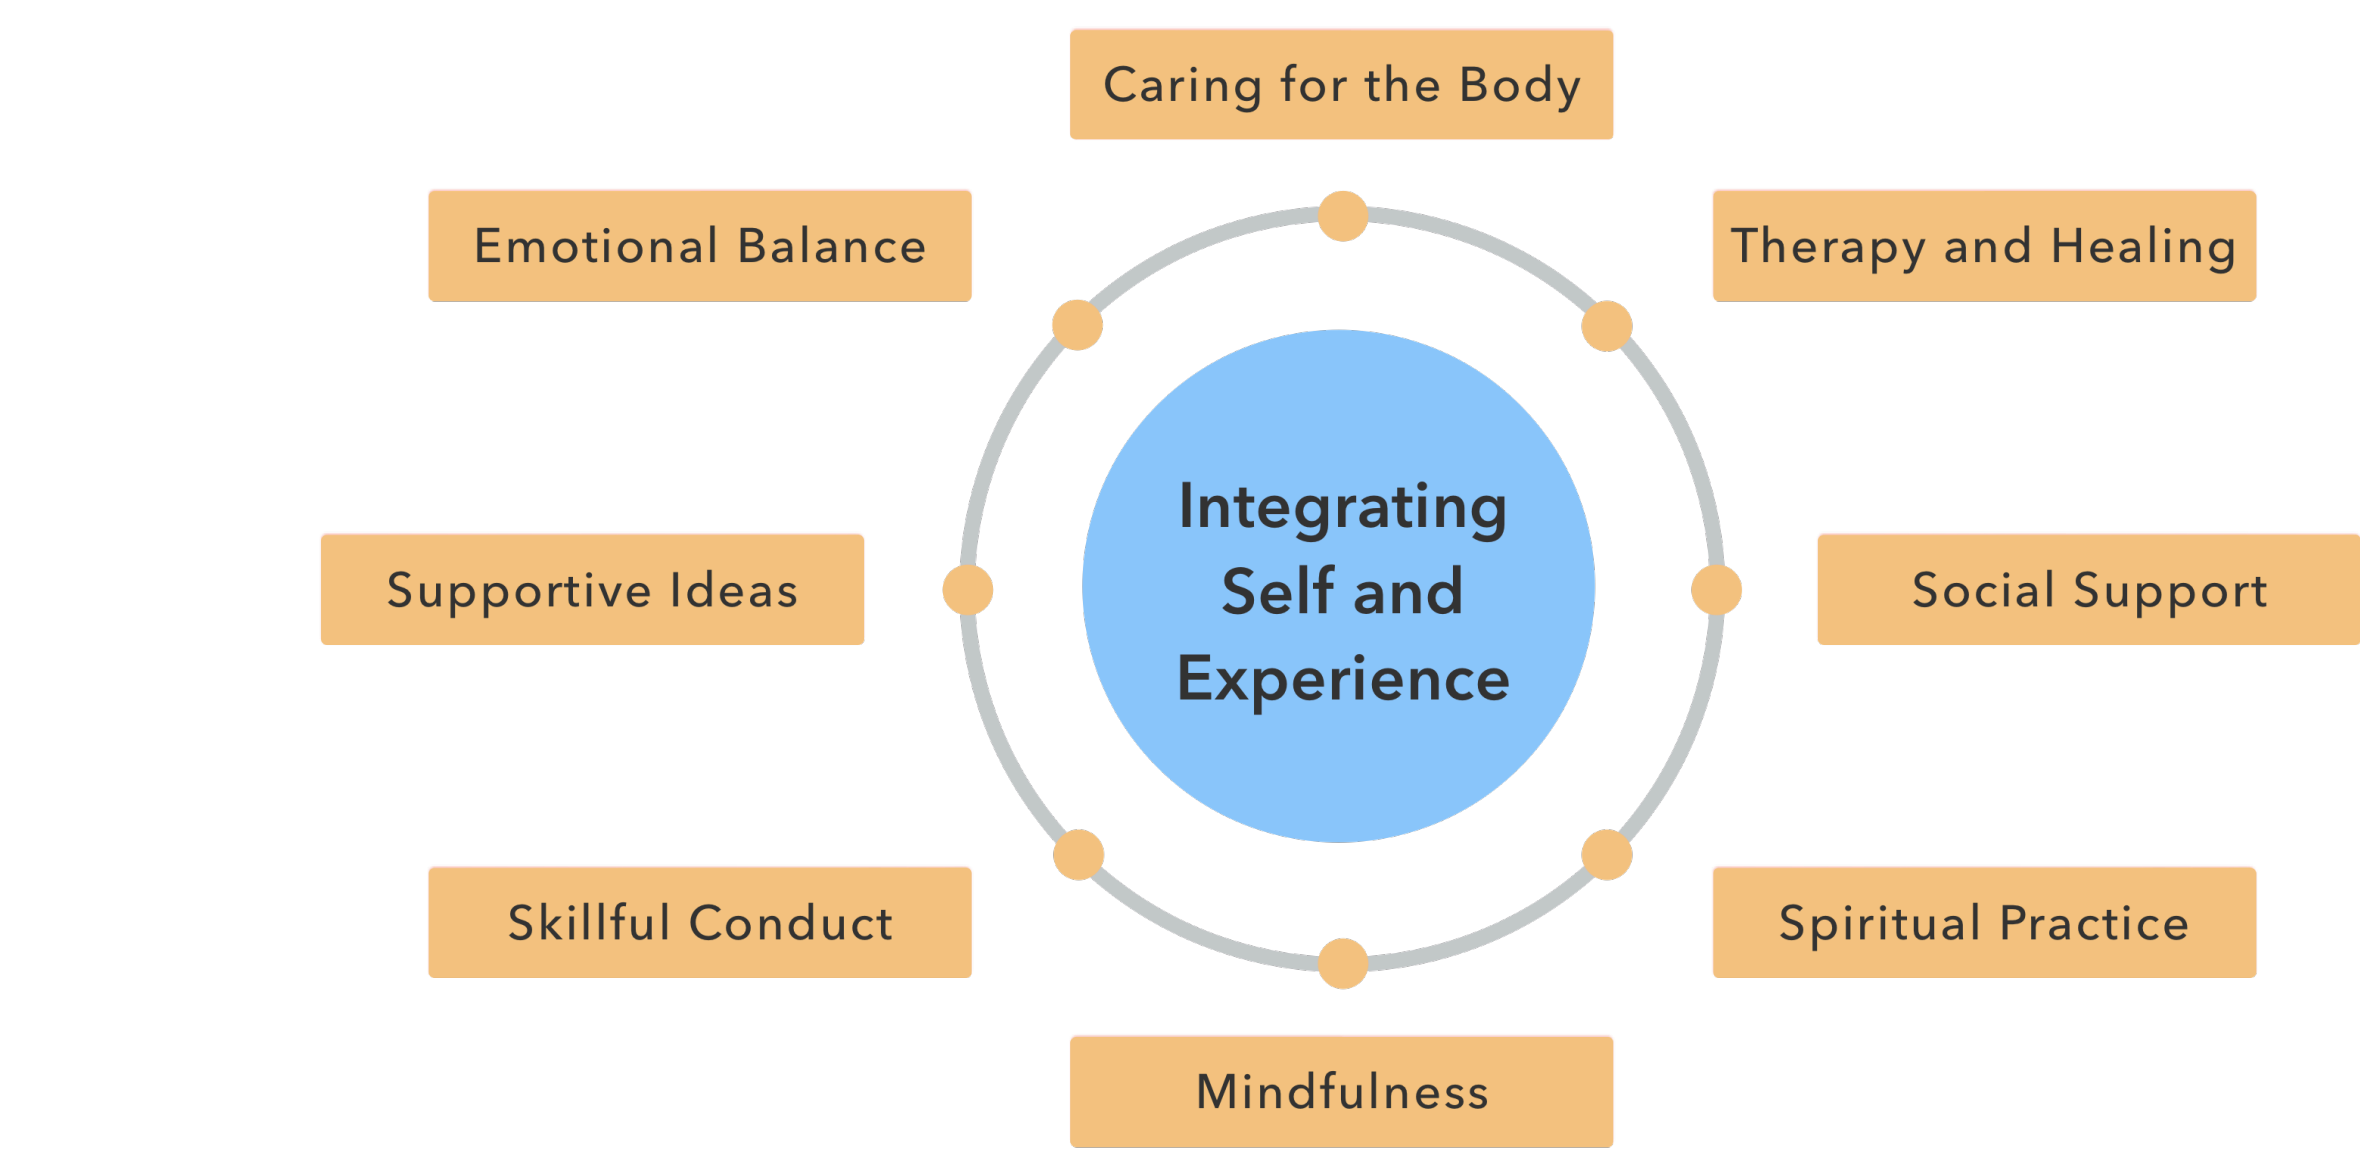 Caring for the Body
Emotional Balance
Therapy and Healing
Integrating
Self and
Experience
Supportive Ideas
Social Support
Skillful Conduct
Spiritual Practice
Mindfulness